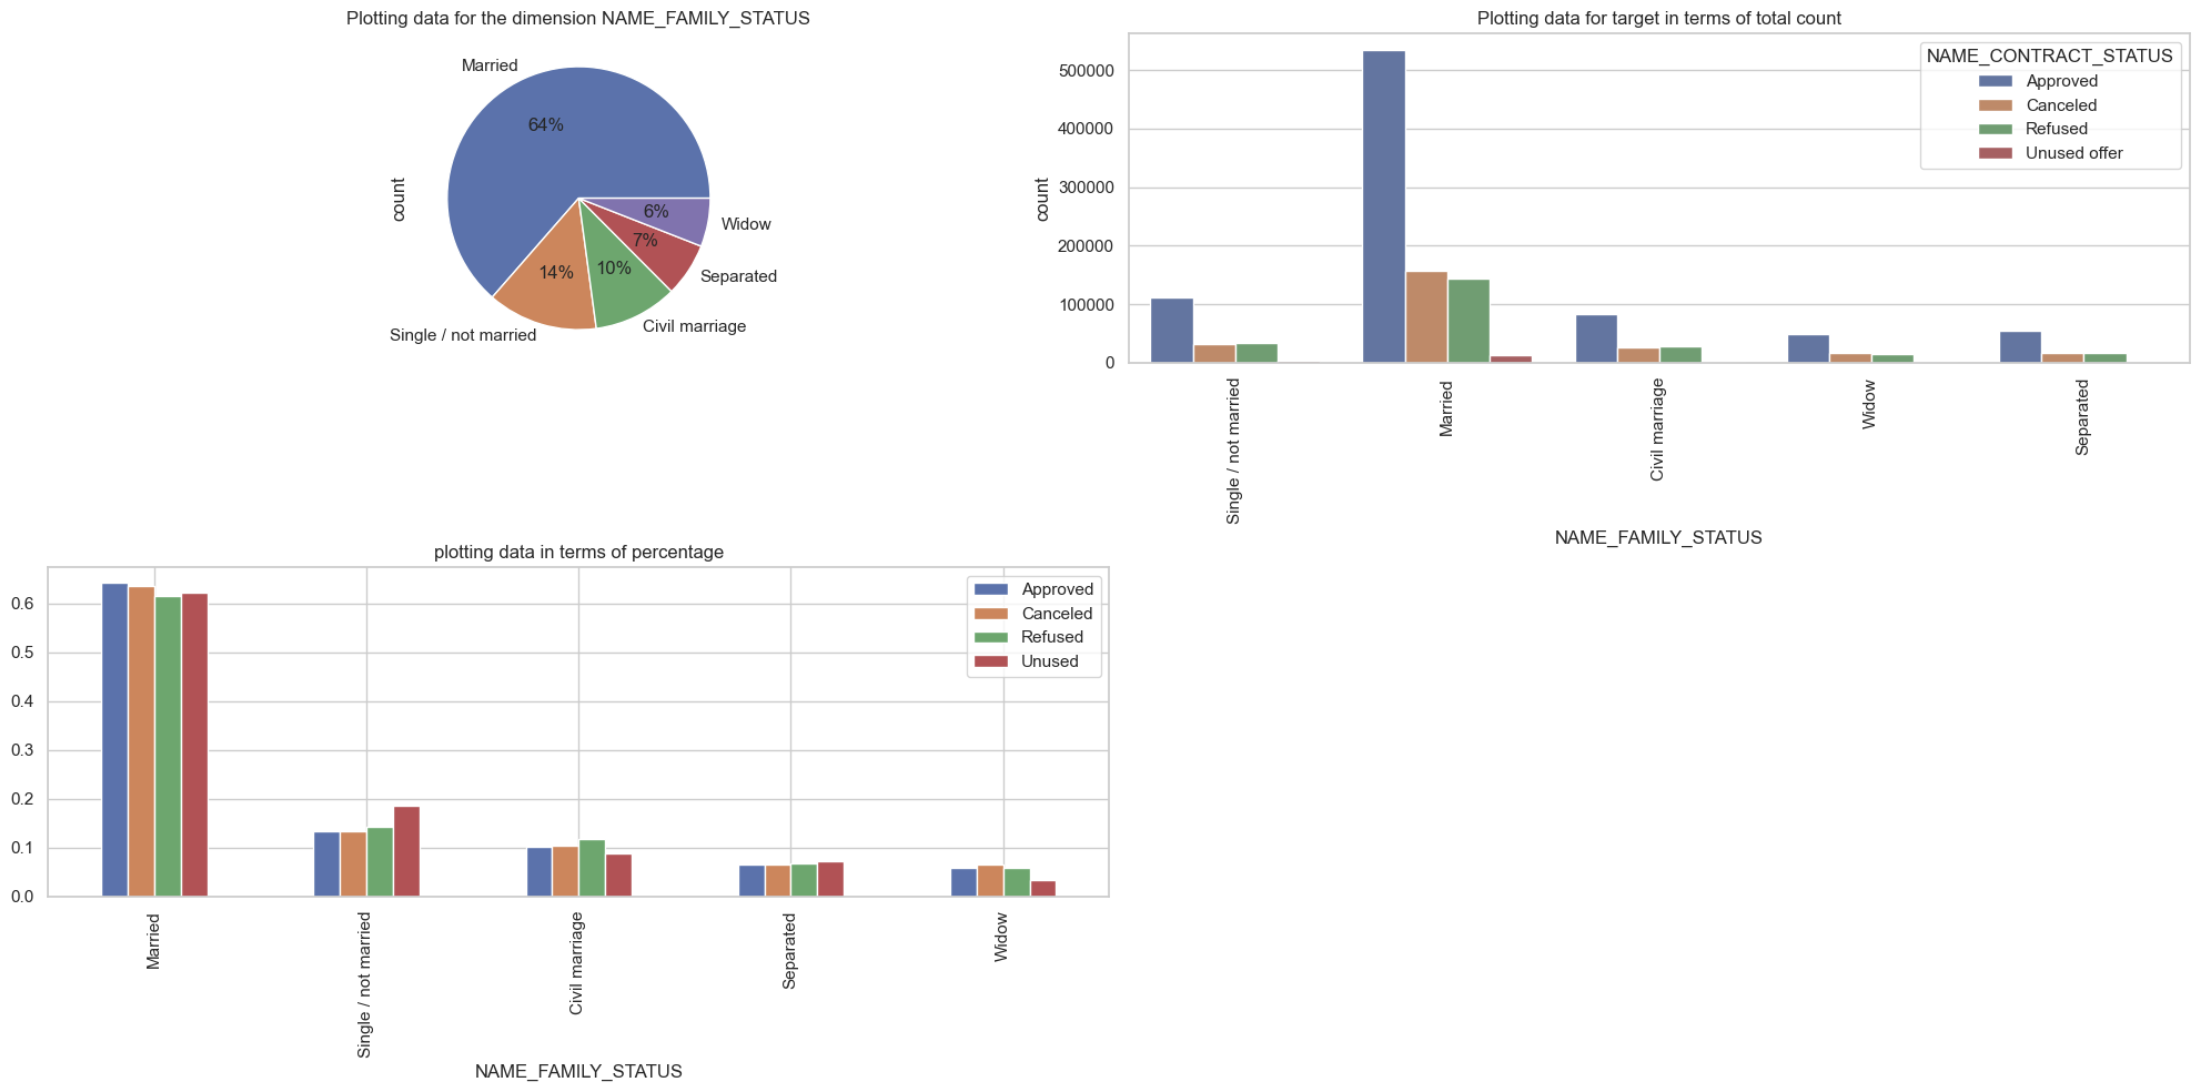 Plotting data for the dimension NAME_FAMILY_STATUS
Married
64%
14%
10%
7%
6%
Widow
Separated
Civil marriage
Single / not married
count
Plotting data for target in terms of total count
NAME_CONTRACT_STATUS
Approved
Canceled
Refused
Unused offer
500000
400000
300000
200000
100000
0
count
Single / not married
Married
Civil marriage
Widow
Separated
NAME_FAMILY_STATUS
plotting data in terms of percentage
Approved
Canceled
Refused
Unused
0.6
0.5
0.4
0.3
0.2
0.1
0.0
Married
Single / not married
Civil marriage
Separated
Widow
NAME_FAMILY_STATUS